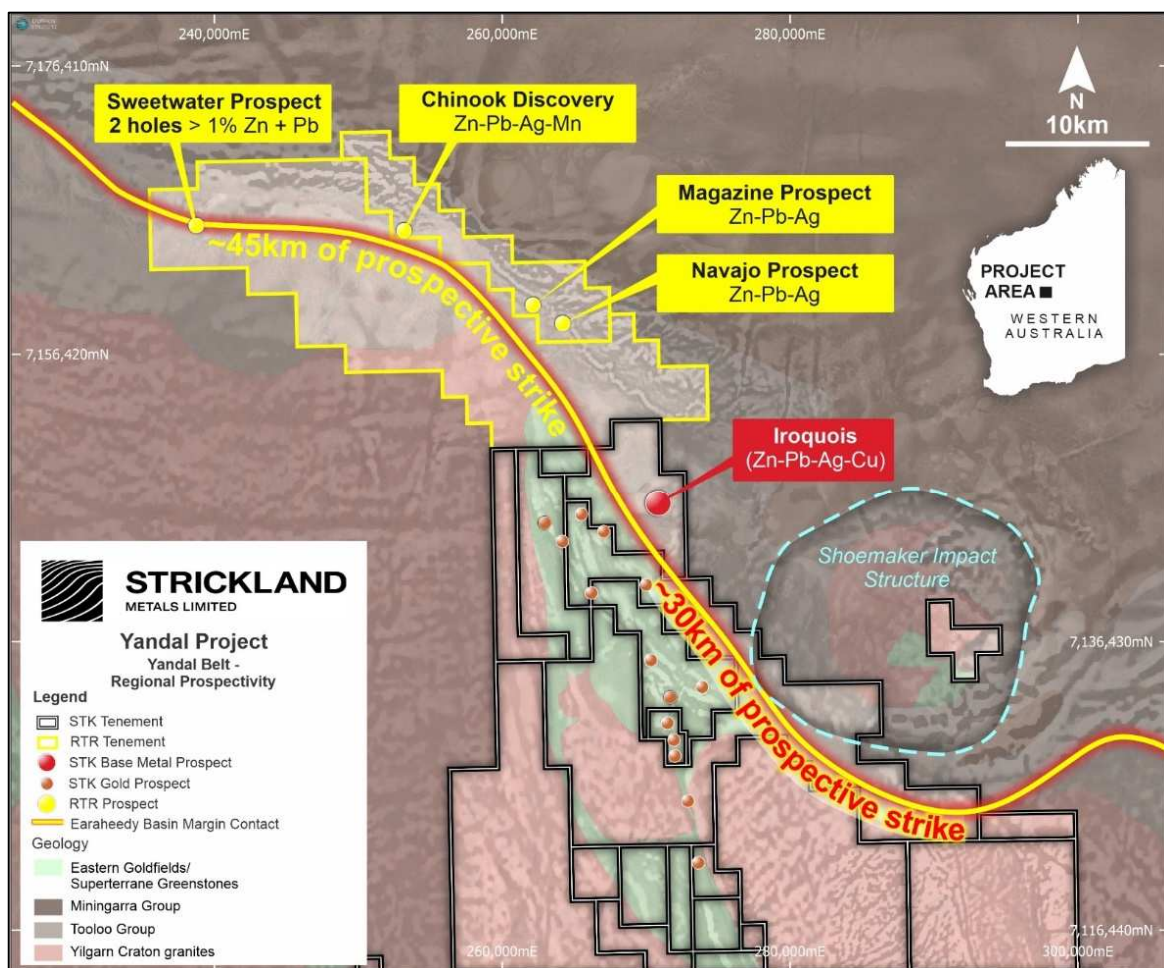 240,000mE
260,000mE
280,000mE
7,176,410mN
Sweetwater Prospect
2 holes > 1% Zn + Pb
Chinook Discovery
Zn-Pb-Ag-Mn
N
10km
Magazine Prospect
Zn-Pb-Ag
Navajo Prospect
Zn-Pb-Ag
PROJECT
AREA
WESTERN
AUSTRALIA
~45km of prospective strike
7,156,420mN
7,156,420mN
Iroquois
(Zn-Pb-Ag-Cu)
Shoemaker Impact
Structure
~30km of prospective strike
7,136,430mN
STRICKLAND
METALS LIMITED
Yandal Project
Yandal Belt -
Regional Prospectivity
Legend
STK Tenement
RTR Tenement
STK Base Metal Prospect
STK Gold Prospect
RTR Prospect
Earaheedy Basin Margin Contact
Geology
Eastern Goldfields/
Superterrane Greenstones
Miningarra Group
Tooloo Group
Yilgarn Craton granites
7,116,440mN
260,000mE
280,000mE
300,000mE